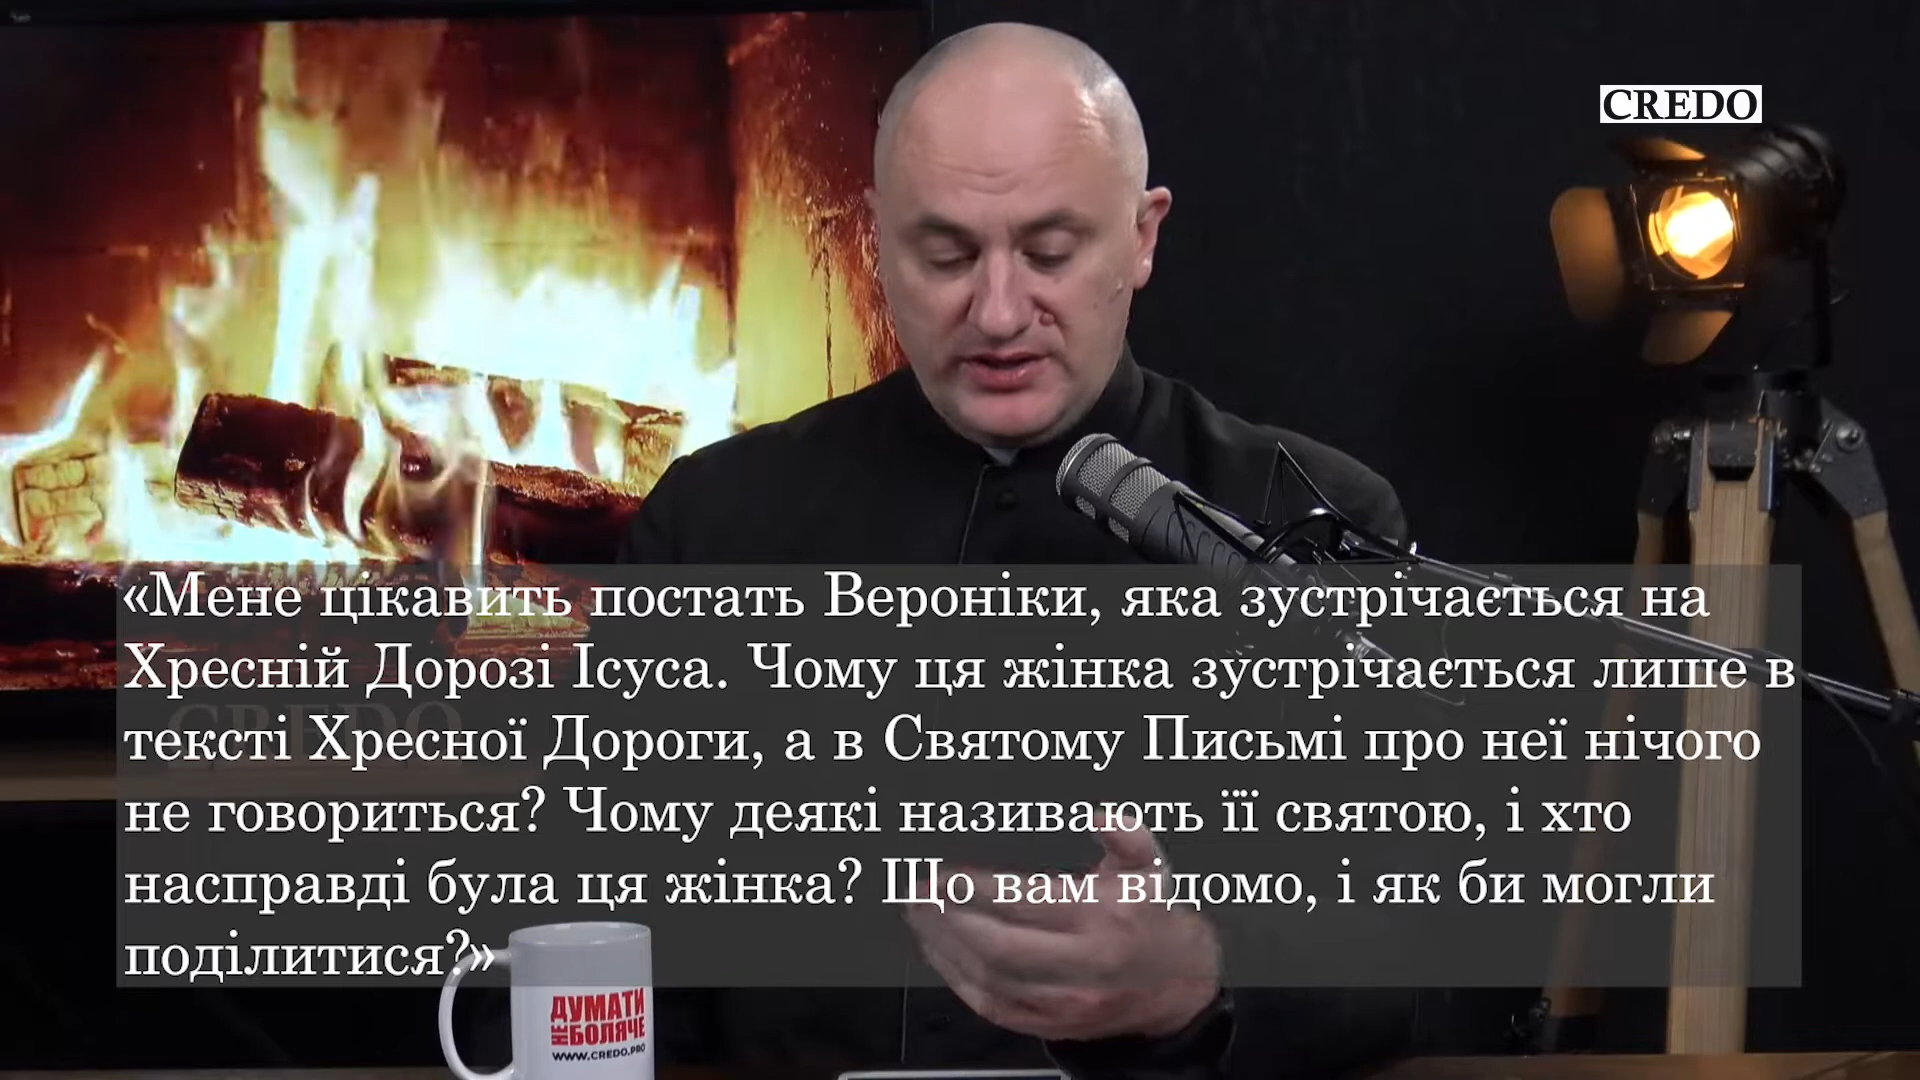 CREDO
«Мене цікавить постать Вероніки, яка зустрічається на
Хресній Дорозі Ісуса. Чому ця жінка зустрічається лише в
тексті Хресної Дороги, а в Святому Письмі про неї нічого
не говориться? Чому деякі називають її святою, і хто
насправді була ця жінка? Що вам відомо, і як би могли
поділитися?»
CREDO
ДУМАТИ
НЕ БОЛЯЧЕ
WWW.CREDO.PRO